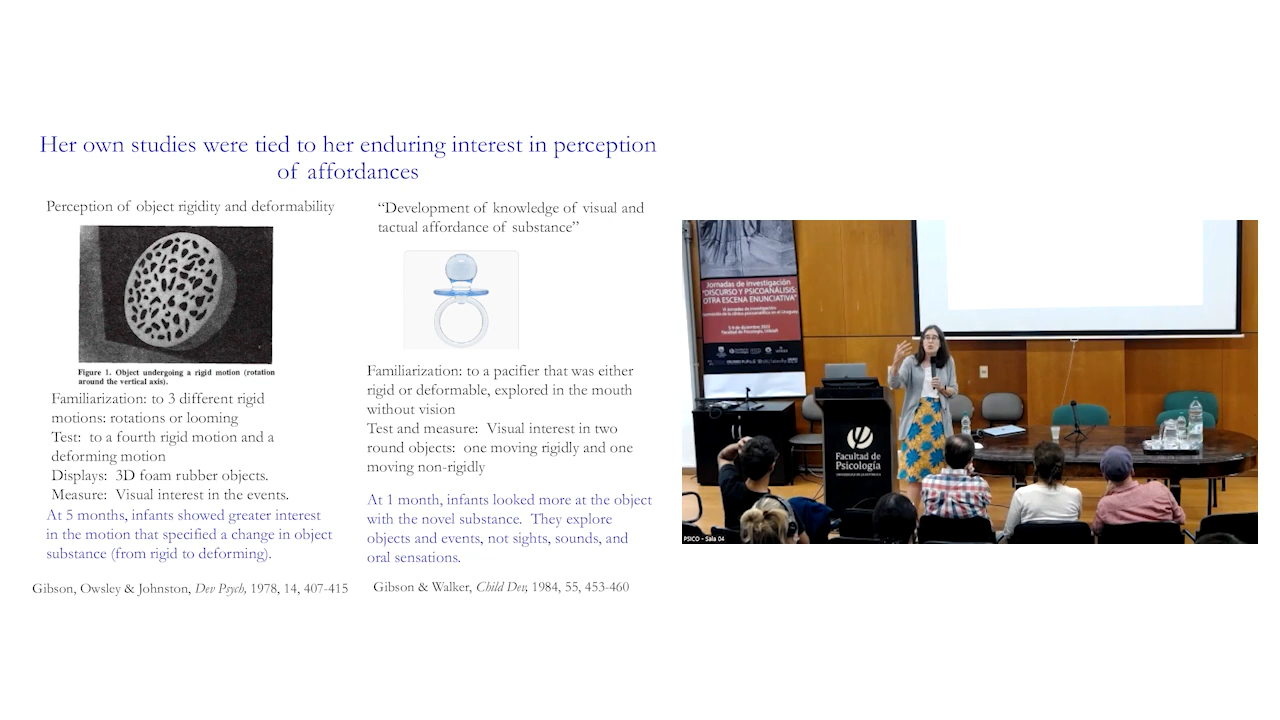 Her own studies were tied to her enduring interest in perception
of affordances
Perception of object rigidity and deformability
Figure 1. Object undergoing a rigid motion (rotation
around the vertical axis).
Familiarization: to 3 different rigid
motions: rotations or looming
Test: to a fourth rigid motion and a
deforming motion
Displays: 3D foam rubber objects.
Measure: Visual interest in the events.
At 5 months, infants showed greater interest
in the motion that specified a change in object
substance (from rigid to deforming).
Gibson, Owsley & Johnston, Dev Psych, 1978, 14, 407-415
“Development of knowledge of visual and
tactual affordance of substance”
Familiarization: to a pacifier that was either
rigid or deformable, explored in the mouth
without vision
Test and measure: Visual interest in two
round objects: one moving rigidly and one
moving non-rigidly
At 1 month, infants looked more at the object
with the novel substance. They explore
objects and events, not sights, sounds, and
oral sensations.
Gibson & Walker, Child Dev, 1984, 55, 453-460
Jornadas de investigación
"DISCURSO Y PSICOANÁLISIS:
OTRA ESCENA ENUNCIATIVA"
Facultad de
Psicología
UNIVERSIDAD DE LA REPÚBLICA
PSICO - Sala 04